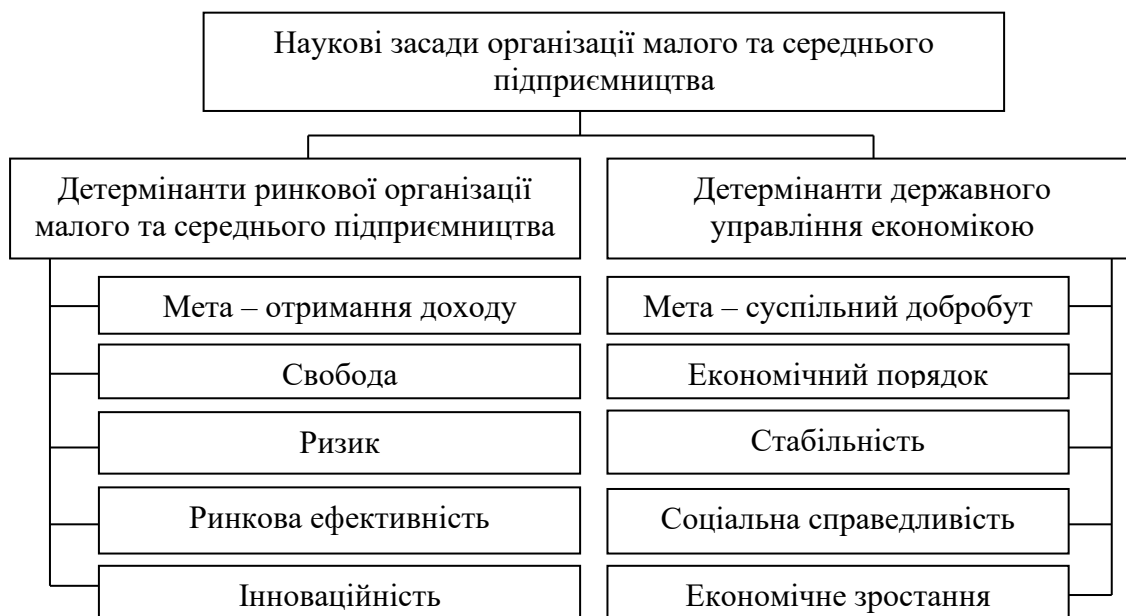 Наукові засади організації малого та середнього
підприємництва
Детермінанти ринкової організації
малого та середнього підприємництва
Мета – отримання доходу
Свобода
Ризик
Ринкова ефективність
Інноваційність
Детермінанти державного
управління економікою
Мета – суспільний добробут
Економічний порядок
Стабільність
Соціальна справедливість
Економічне зростання